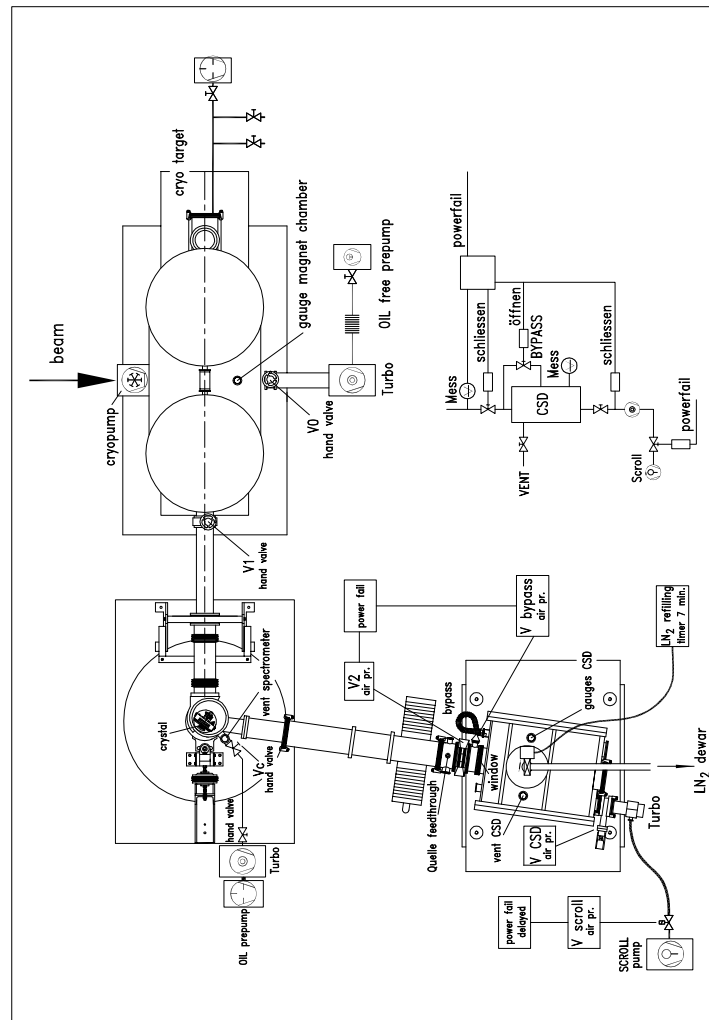 cryo target
beam
cryopump
gauge magnet chamber
OIL free prepump
V0
hand valve
Turbo
V1
hand valve
powerfail
schliessen
öffnen
BYPASS
Mess
Mess
CSD
schliessen
VENT
Scroll
powerfail
crystal
vent spectrometer
Vc
hand valve
hand valve
Turbo
OIL prepump
power fail
V2
air pr.
V bypass
air pr.
bypass
Quelle feedthrough
window
gauges CSD
vent CSD
V CSD
air pr.
LN2 refilling
timer 7 min.
LN2 dewar
Turbo
power fail
delayed
V scroll
air pr.
SCROLL
pump